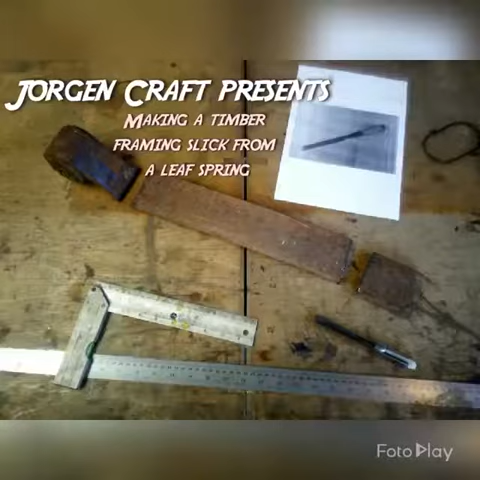 JORGEN CRAFT PRESENTS
MAKING A TIMBER
FRAMING SLICK FROM
A LEAF SPRING
FotoPlay